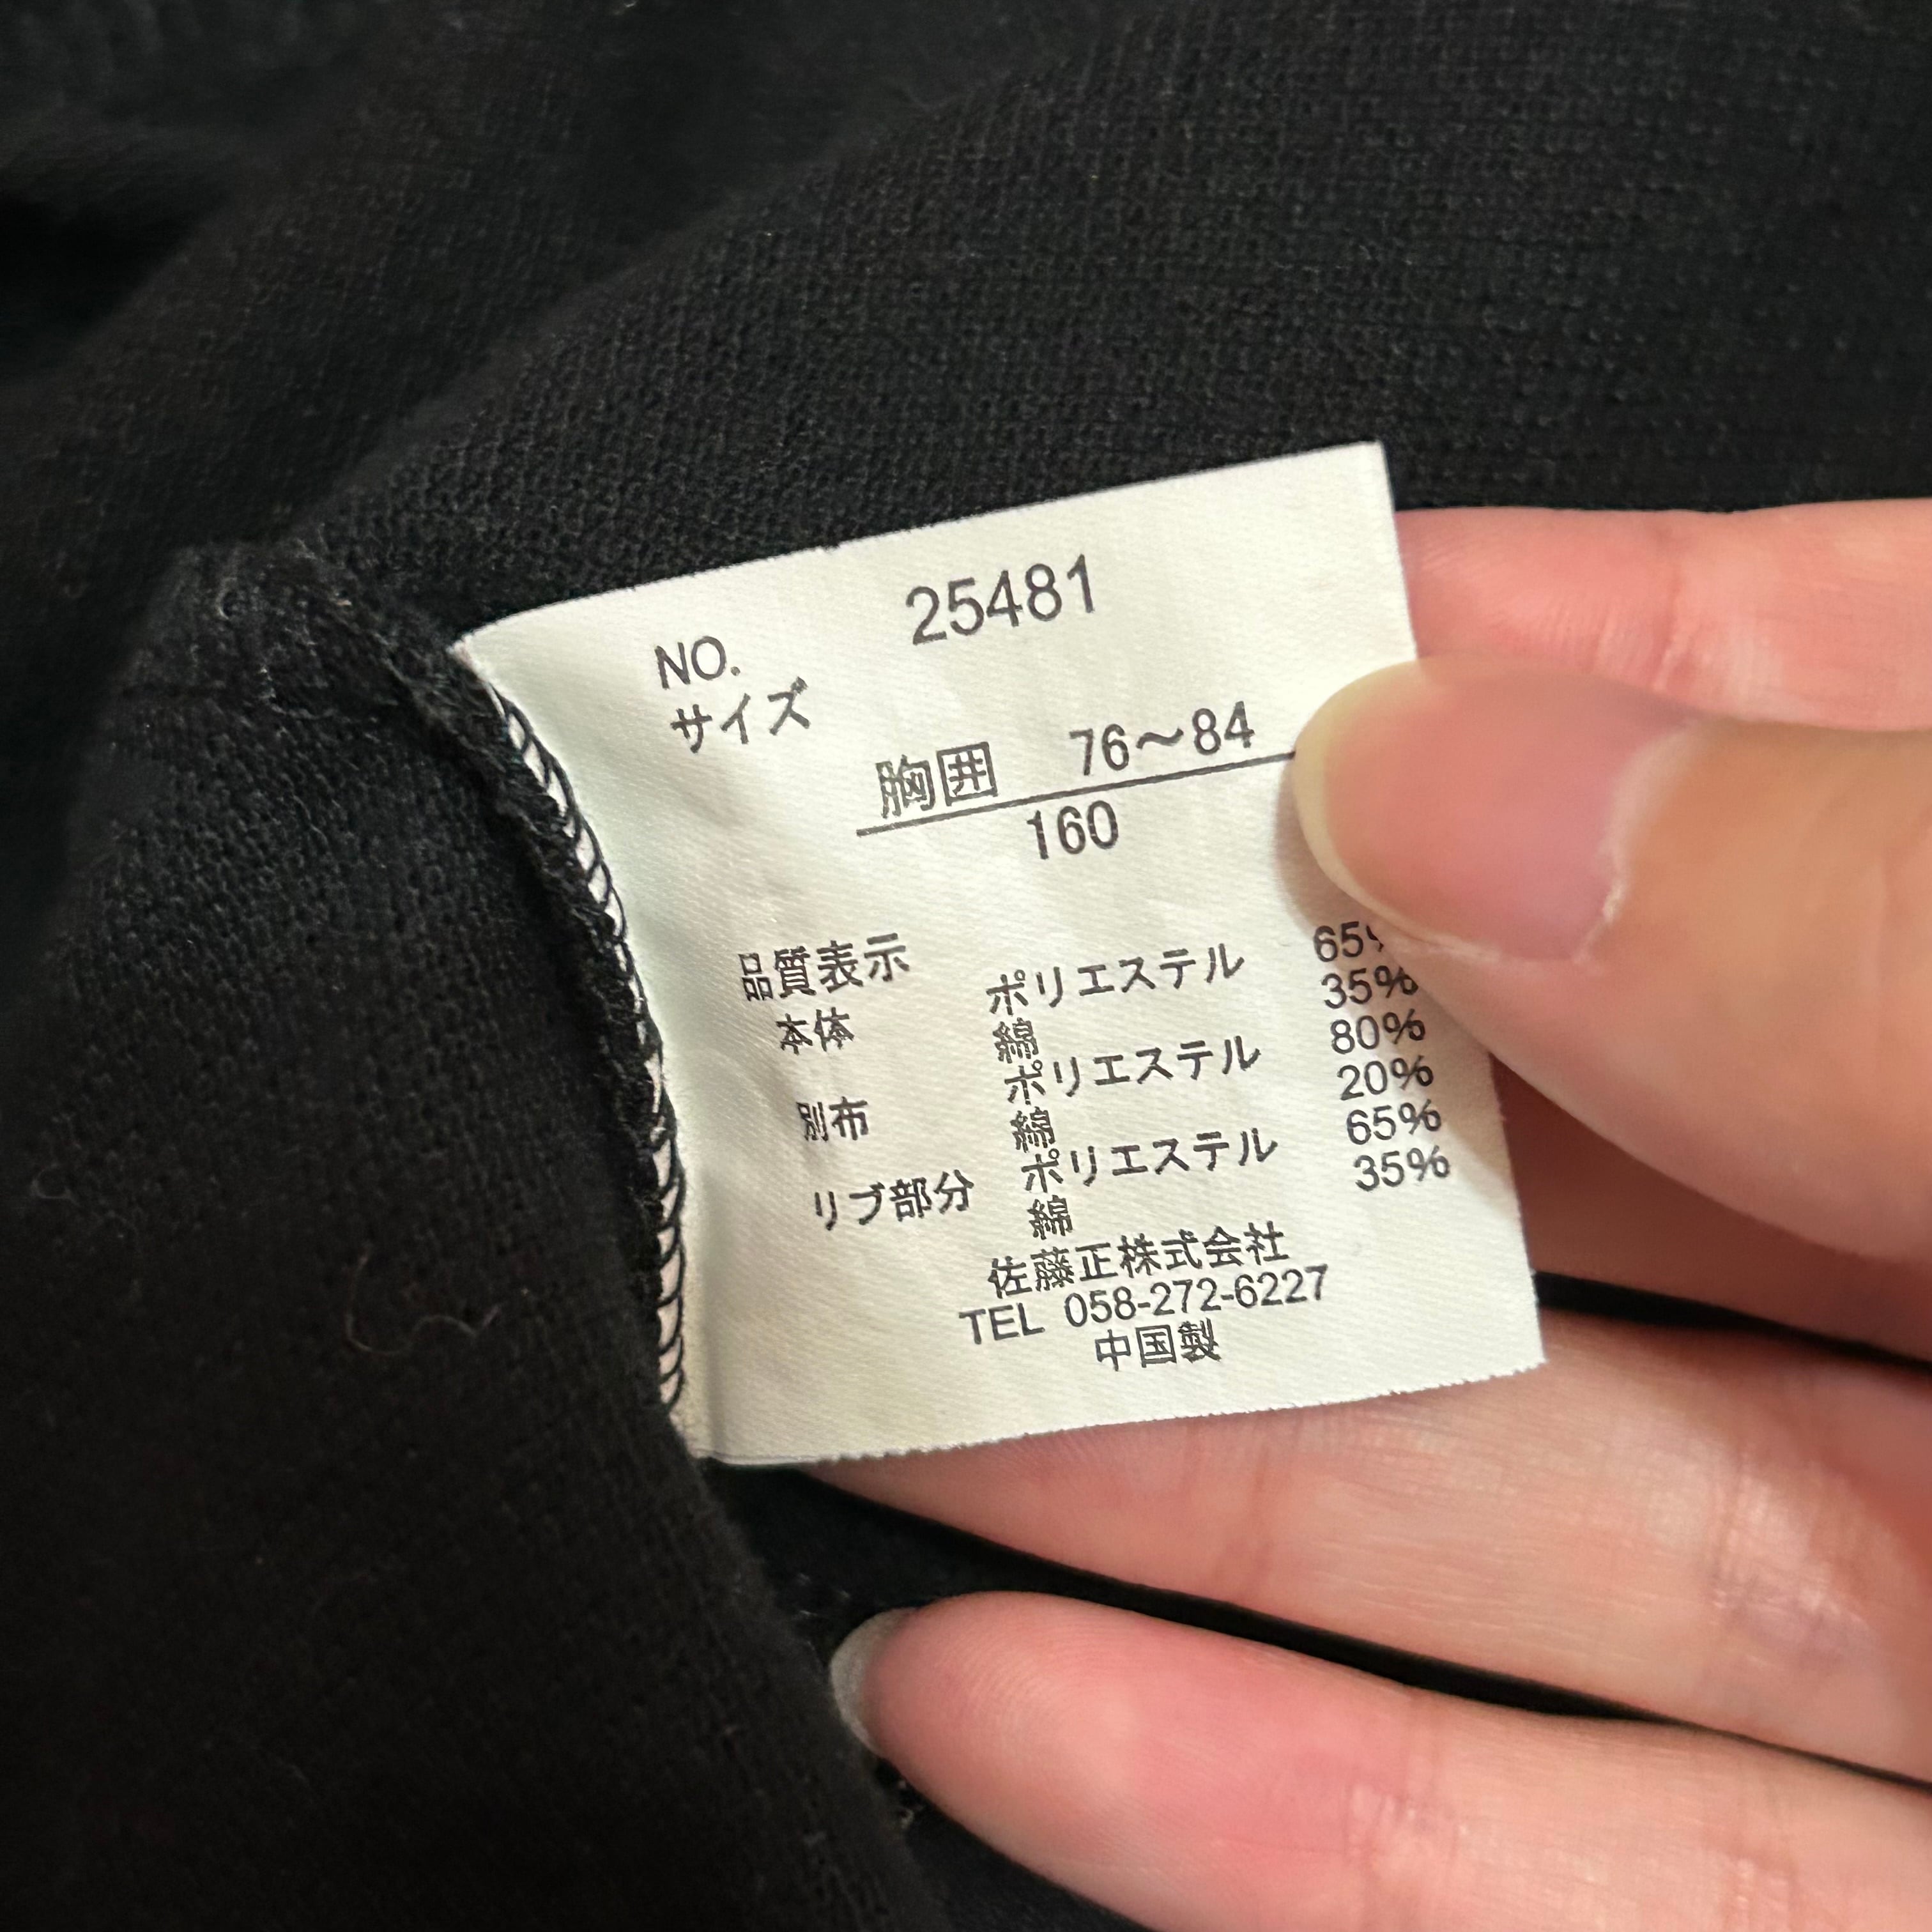 NO. 25481
サイズ
胸囲 76～84
160
品質表示
本体 ポリエステル 65%
綿 35%
別布 ポリエステル 80%
綿 20%
リブ部分 ポリエステル 65%
綿 35%
佐藤正株式会社
TEL 058-272-6227
中国製